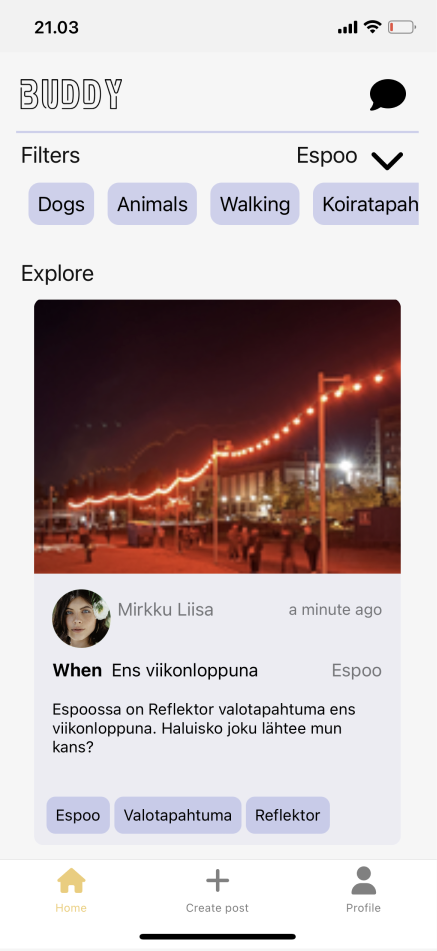 21.03
BUDDY
Filters
Espoo
Dogs
Animals
Walking
Koiratapah
Explore
Mirkku Liisa
a minute ago
When Ens viikonloppuna
Espoo
Espoossa on Reflektor valotapahtuma ens
viikonloppuna. Haluisko joku lähtee mun
kans?
Espoo
Valotapahtuma
Reflektor
Home
Create post
Profile